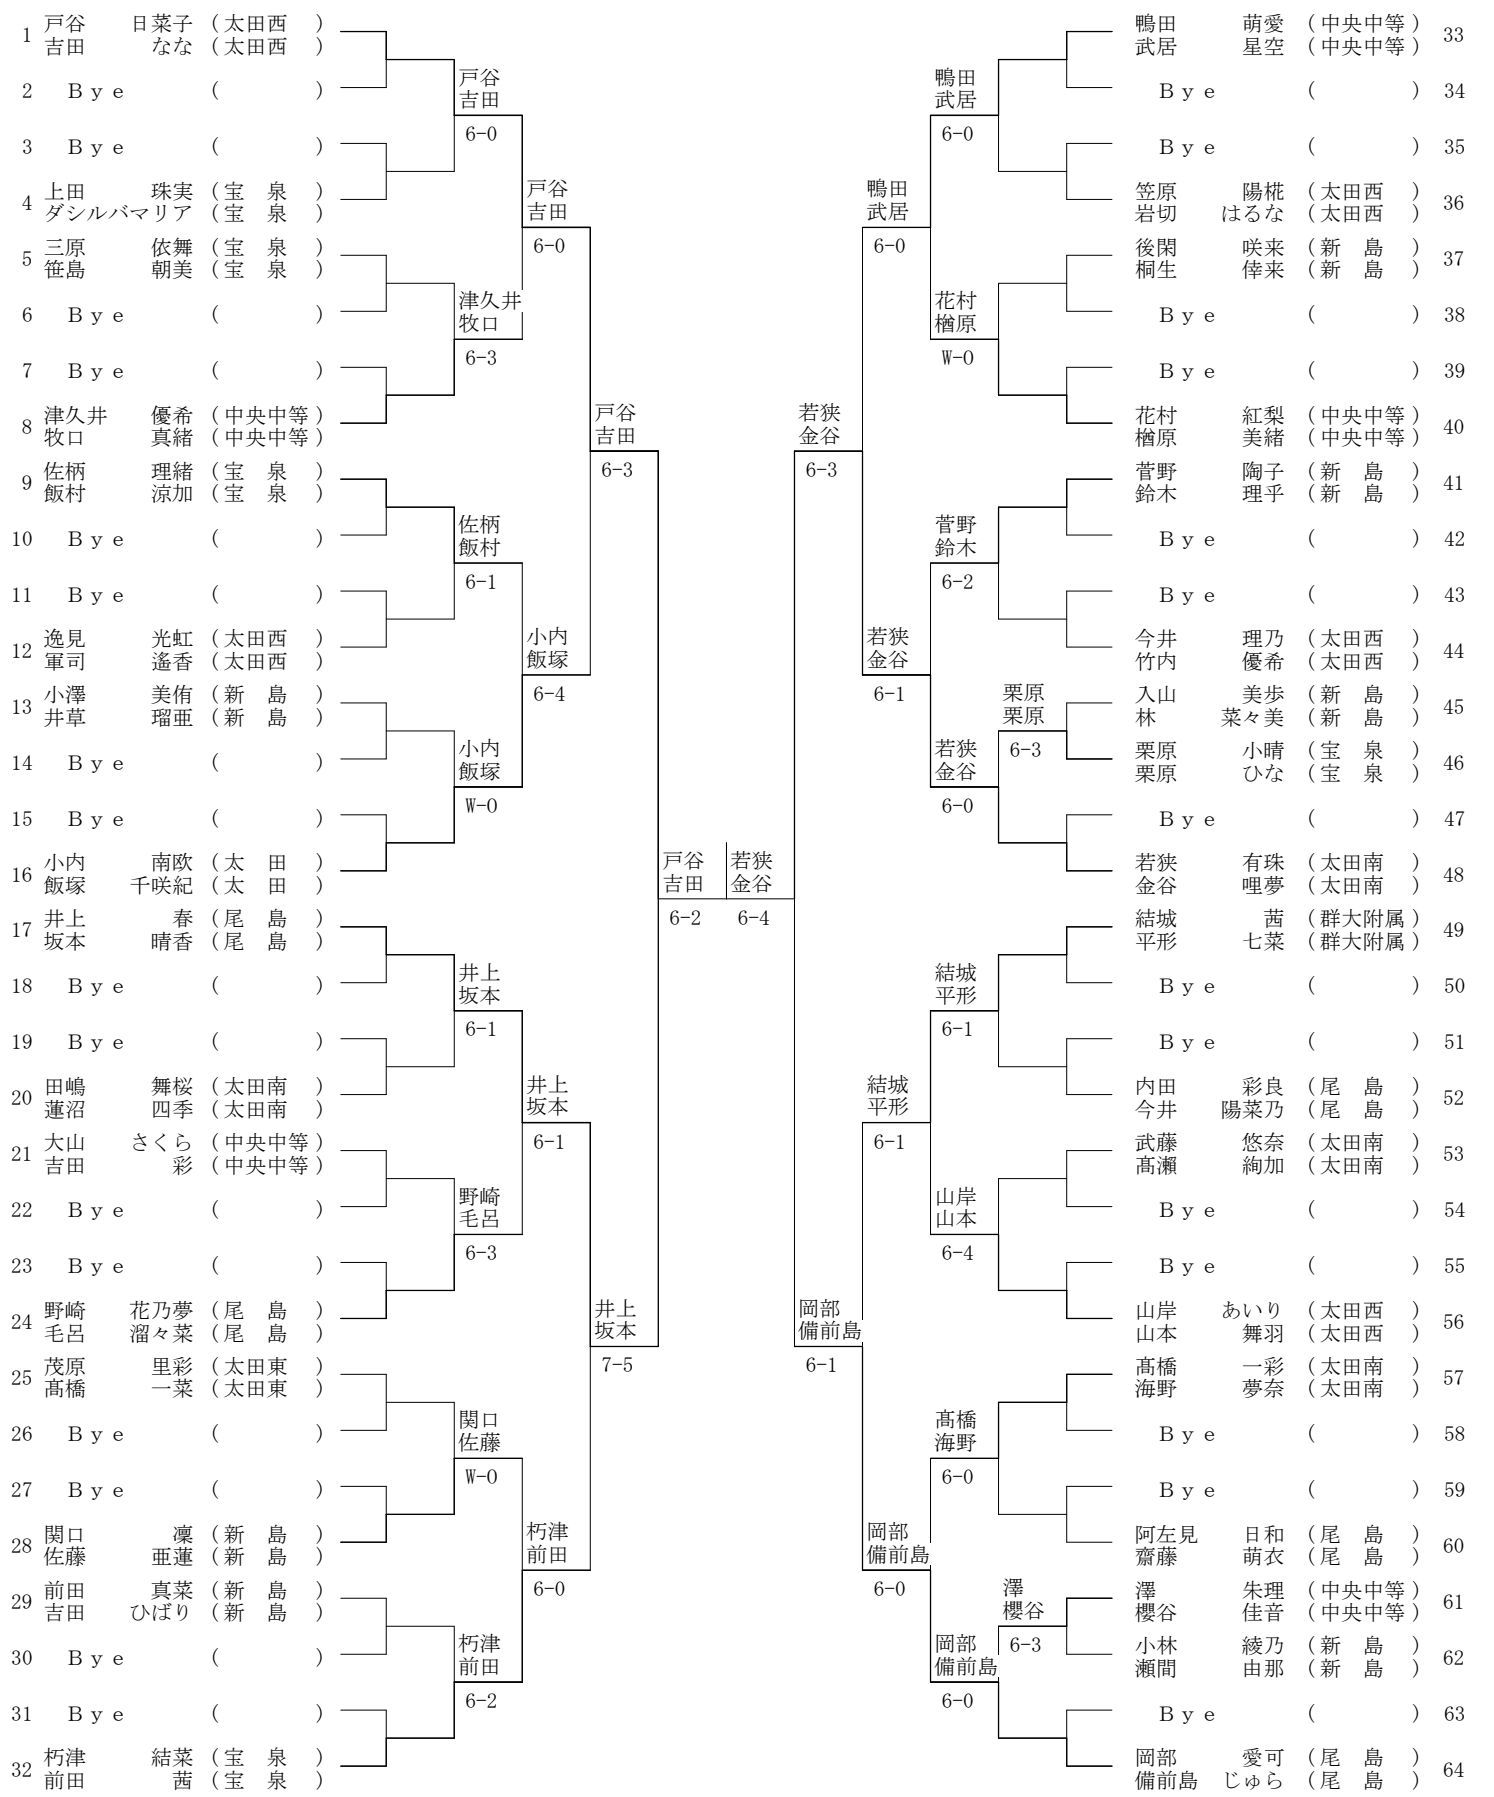 1 戸谷 日菜子 (太田西 )
吉田 なな (太田西 )
2 Bye ( )
3 Bye ( )
4 上田 珠実 (宝 泉 )
ダシルバマリア (宝 泉 )
5 三原 依舞 (宝 泉 )
笹島 朝美 (宝 泉 )
6 Bye ( )
7 Bye ( )
8 津久井 優希 (中央中等)
牧口 真緒 (中央中等)
9 佐柄 理緒 (宝 泉 )
飯村 涼加 (宝 泉 )
10 Bye ( )
11 Bye ( )
12 逸見 光虹 (太田西 )
軍司 遙香 (太田西 )
13 小澤 美侑 (新 島 )
井草 瑠亜 (新 島 )
14 Bye ( )
15 Bye ( )
16 小内 南欧 (太 田 )
飯塚 千咲紀 (太 田 )
17 井上 春 (尾 島 )
坂本 晴香 (尾 島 )
18 Bye ( )
19 Bye ( )
20 田嶋 舞桜 (太田南 )
蓮沼 四季 (太田南 )
21 大山 さくら (中央中等)
吉田 彩 (中央中等)
22 Bye ( )
23 Bye ( )
24 野崎 花乃夢 (尾 島 )
毛呂 溜々菜 (尾 島 )
25 茂原 里彩 (太田東 )
髙橋 一菜 (太田東 )
26 Bye ( )
27 Bye ( )
28 関口 凜 (新 島 )
佐藤 亜蓮 (新 島 )
29 前田 真菜 (新 島 )
吉田 ひばり (新 島 )
30 Bye ( )
31 Bye ( )
32 朽津 結菜 (宝 泉 )
前田 茜 (宝 泉 )
戸谷
吉田
6-0
津久井
牧口
6-3
佐柄
飯村
6-1
小内
飯塚
W-0
井上
坂本
6-1
野崎
毛呂
6-3
関口
佐藤
W-0
朽津
前田
6-2
戸谷
吉田
6-0
小内
飯塚
6-4
井上
坂本
6-1
朽津
前田
6-0
戸谷
吉田
6-3
井上
坂本
7-5
戸谷
吉田
6-2
若狭
金谷
6-4
若狭
金谷
6-3
岡部
備前島
6-1
鴨田
武居
6-0
若狭
金谷
6-1
結城
平形
6-1
岡部
備前島
6-0
鴨田
武居
6-0
花村
楢原
W-0
菅野
鈴木
6-2
若狭
金谷
6-0
結城
平形
6-1
山岸
山本
6-4
髙橋
海野
6-0
岡部
備前島
6-0
栗原
栗原
6-3
澤
櫻谷
6-3
鴨田 萌愛 (中央中等) 33
武居 星空 (中央中等)
Bye ( ) 34
Bye ( ) 35
笠原 陽椛 (太田西 ) 36
岩切 はるな (太田西 )
後閑 咲来 (新 島 ) 37
桐生 倖来 (新 島 )
Bye ( ) 38
Bye ( ) 39
花村 紅梨 (中央中等) 40
楢原 美緒 (中央中等)
菅野 陶子 (新 島 ) 41
鈴木 理乎 (新 島 )
Bye ( ) 42
Bye ( ) 43
今井 理乃 (太田西 ) 44
竹内 優希 (太田西 )
入山 美歩 (新 島 ) 45
林 菜々美 (新 島 )
栗原 小晴 (宝 泉 ) 46
栗原 ひな (宝 泉 )
Bye ( ) 47
若狭 有珠 (太田南 ) 48
金谷 哩夢 (太田南 )
結城 茜 (群大附属) 49
平形 七菜 (群大附属)
Bye ( ) 50
Bye ( ) 51
内田 彩良 (尾 島 ) 52
今井 陽菜乃 (尾 島 )
武藤 悠奈 (太田南 ) 53
髙瀨 絢加 (太田南 )
Bye ( ) 54
Bye ( ) 55
山岸 あいり (太田西 ) 56
山本 舞羽 (太田西 )
髙橋 一彩 (太田南 ) 57
海野 夢奈 (太田南 )
Bye ( ) 58
Bye ( ) 59
阿左見 日和 (尾 島 ) 60
齋藤 萌衣 (尾 島 )
澤 朱理 (中央中等) 61
櫻谷 佳音 (中央中等)
小林 綾乃 (新 島 ) 62
瀬間 由那 (新 島 )
Bye ( ) 63
岡部 愛可 (尾 島 ) 64
備前島 じゅら (尾 島 )